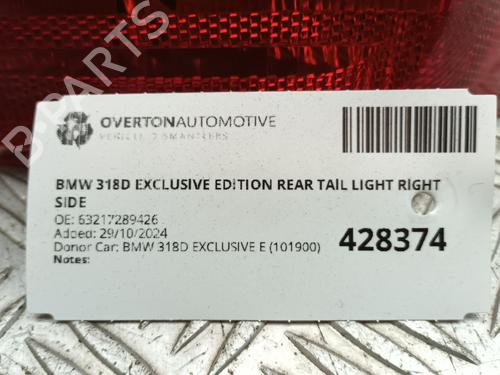 OVERTONAUTOMOTIVE
VEHICLE DISMANTLERS
BMW 318D EXCLUSIVE EDITION REAR TAIL LIGHT RIGHT
SIDE
OE: 63217289426
Added: 29/10/2024
Donor Car: BMW 318D EXCLUSIVE E (101900)
428374
Notes: